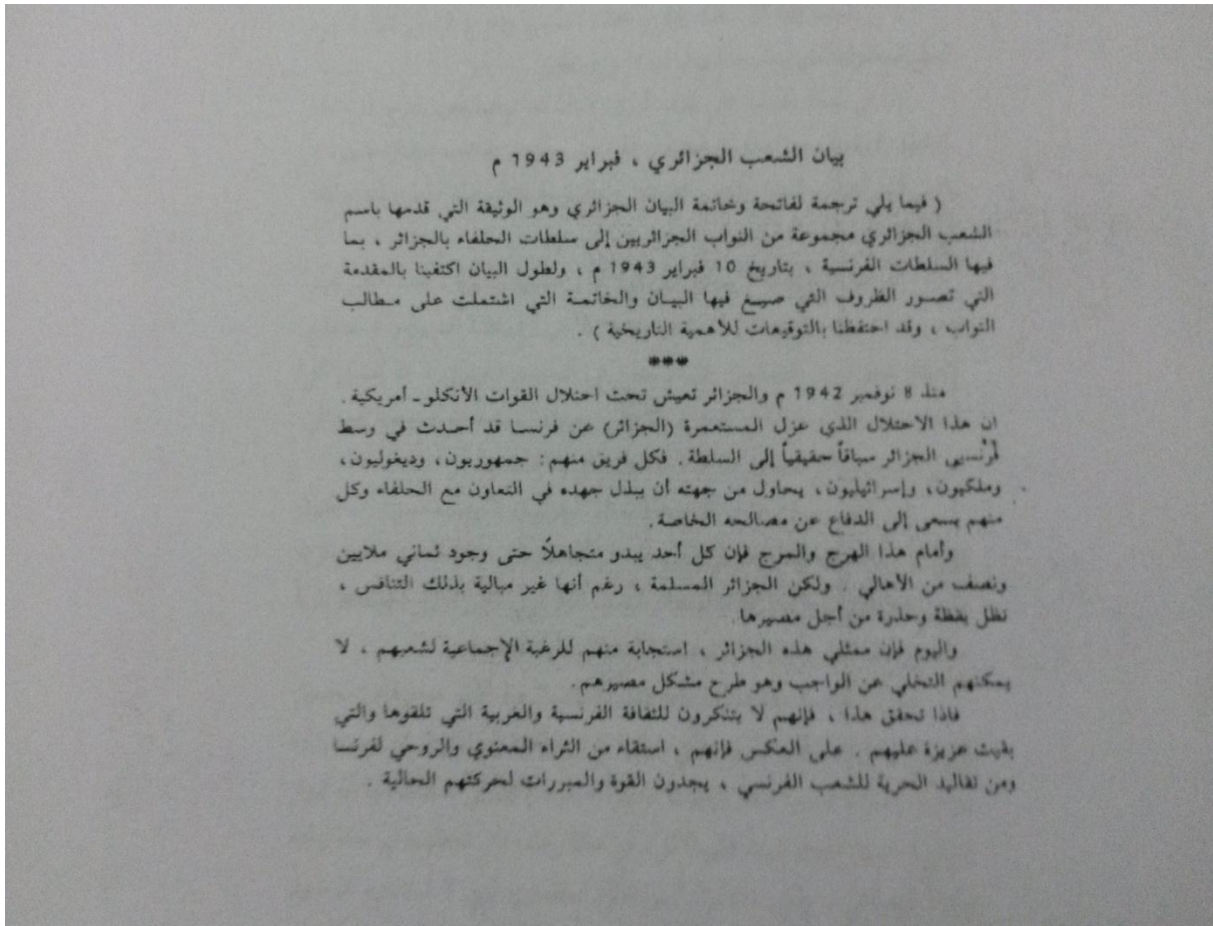 بيان الشعب الجزائري ، فبراير 1943 م
( فيما يلي ترجمة لفاتحة وخاتمة البيان الجزائري وهو الوثيقة التي قدمها باسم
الشعب الجزائري مجموعة من النواب الجزائريين إلى سلطات الحلفاء بالجزائر ، بما
فيها السلطات الفرنسية ، بتاريخ 10 فبراير 1943 م ، ولطول البيان اكتفينا بالمقدمة
التي تصور الظروف التي صيغ فيها البيان والخاتمة التي اشتملت على مطالب
النواب ، وقد احتفظنا بالتوقيعات للأهمية التاريخية ) .
***
منذ 8 نوفمبر 1942 م والجزائر تعيش تحت احتلال القوات الأنكلو ـ أمريكية .
ان هذا الاحتلال الذي عزل المستعمرة (الجزائر) عن فرنسا قد أحدث في وسط
فرنسيي الجزائر سباقاً حقيقياً إلى السلطة . فكل فريق منهم : جمهوريون، وديغوليون،
وملكيون، وإسرائيليون، يحاول من جهته أن يبذل جهده في التعاون مع الحلفاء وكل
منهم يسعى إلى الدفاع عن مصالحه الخاصة .
وأمام هذا الهرج والمرج فإن كل أحد يبدو متجاهلاً حتى وجود ثماني ملايين
ونصف من الأهالي . ولكن الجزائر المسلمة ، رغم أنها غير مبالية بذلك التنافس ،
تظل يقظة وحذرة من أجل مصيرها .
واليوم فإن ممثلي هذه الجزائر ، استجابة منهم للرغبة الإجماعية لشعبهم ، لا
يمكنهم التخلي عن الواجب وهو طرح مشكل مصيرهم .
فاذا تحقق هذا ، فإنهم لا يتنكرون للثقافة الفرنسية والغربية التي تلقوها والتي
بقيت عزيزة عليهم . على العكس فإنهم ، استقاء من الثراء المعنوي والروحي لفرنسا
ومن تقاليد الحرية للشعب الفرنسي ، يجدون القوة والمبررات لحركتهم الحالية .